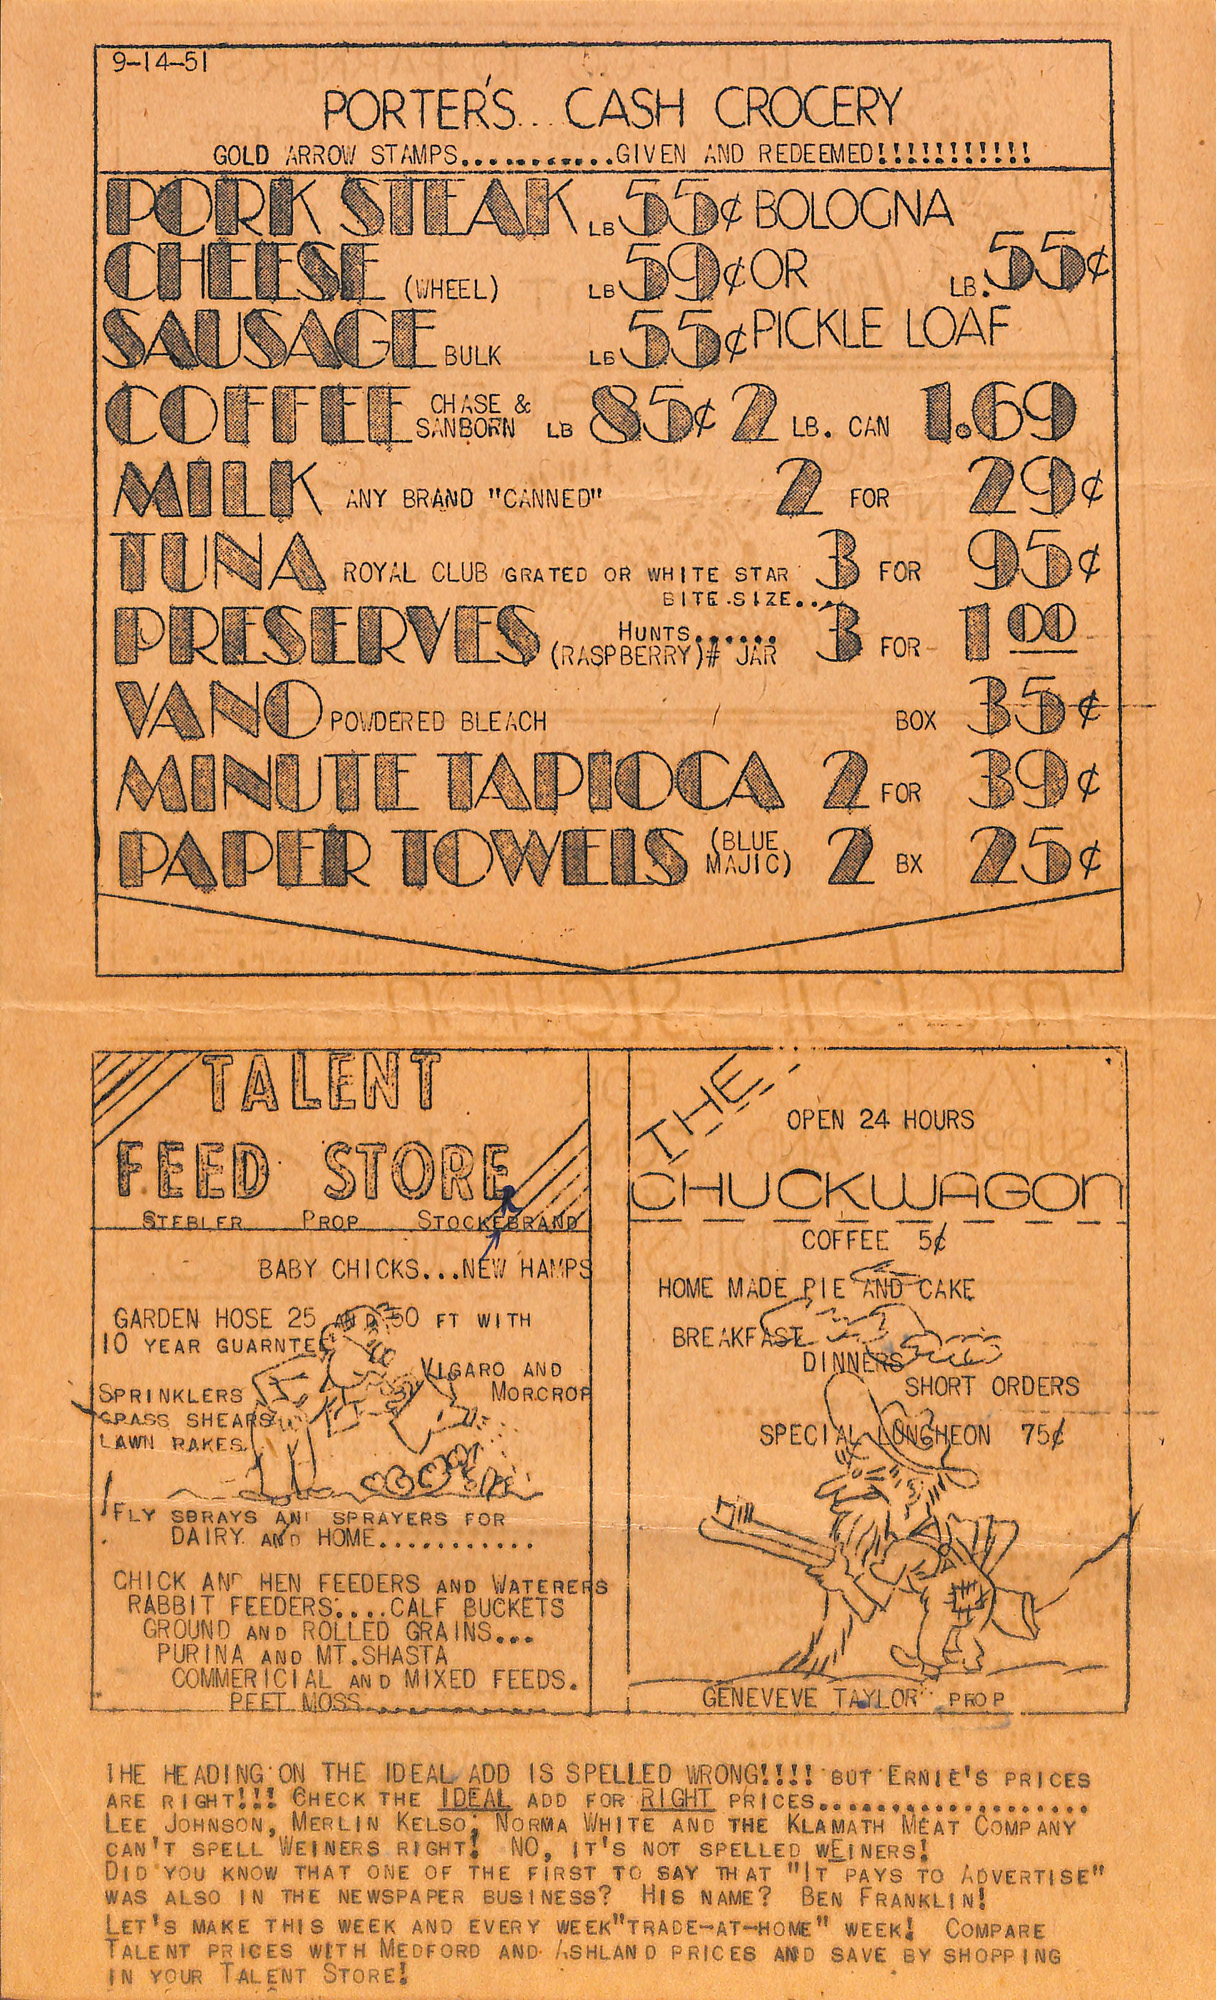 9-14-51
PORTER'S... CASH CROCERY
GOLD ARROW STAMPS............GIVEN AND REDEEMED!!!!!!!!!!!
PORK STEAK LB 55¢ BOLOGNA
CHEESE (WHEEL) LB 59¢ OR LB. 55¢
SAUSAGE BULK LB 55¢ PICKLE LOAF
COFFEE CHASE & SANBORN LB 85¢ 2 LB. CAN 1.69
MILK ANY BRAND "CANNED" 2 FOR 29¢
TUNA ROYAL CLUB GRATED OR WHITE STAR 3 FOR 95¢
BITE.SIZE...
PRESERVES HUNTS...... (RASPBERRY)# JAR 3 FOR 1 00
VANO POWDERED BLEACH BOX 35¢
MINUTE TAPIOCA 2 FOR 39¢
PAPER TOWELS (BLUE MAJIC) 2 BX 25¢
TALENT
FEED STORE
STEBLER PROP STOCKEBRAND
R
BABY CHICKS...NEW HAMPS
GARDEN HOSE 25 AND 50 FT WITH
10 YEAR GUARNTEE
VIGARO AND
MORCROP
SPRINKLERS
GRASS SHEARS
LAWN RAKES
FLY SBRAYS AND SPRAYERS FOR
DAIRY AND HOME...........
CHICK AND HEN FEEDERS AND WATERERS
RABBIT FEEDERS.....CALF BUCKETS
GROUND AND ROLLED GRAINS...
PURINA AND MT.SHASTA
COMMERICIAL AND MIXED FEEDS.
PEET MOSS
THE
OPEN 24 HOURS
CHUCKWAGON
COFFEE 5¢
HOME MADE PIE AND CAKE
BREAKFAST
DINNERS
SHORT ORDERS
SPECIAL LUNCHEON 75¢
GENEVEVE TAYLOR PROP
THE HEADING ON THE IDEAL ADD IS SPELLED WRONG!!!! BUT ERNIE'S PRICES
ARE RIGHT!!! CHECK THE IDEAL ADD FOR RIGHT PRICES...................
LEE JOHNSON, MERLIN KELSO; NORMA WHITE AND THE KLAMATH MEAT COMPANY
CAN'T SPELL WEINERS RIGHT! NO, IT'S NOT SPELLED WEINERS!
DID YOU KNOW THAT ONE OF THE FIRST TO SAY THAT "IT PAYS TO ADVERTISE"
WAS ALSO IN THE NEWSPAPER BUSINESS? HIS NAME? BEN FRANKLIN!
LET'S MAKE THIS WEEK AND EVERY WEEK"TRADE-AT-HOME" WEEK! COMPARE
TALENT PRICES WITH MEDFORD AND ASHLAND PRICES AND SAVE BY SHOPPING
IN YOUR TALENT STORE!